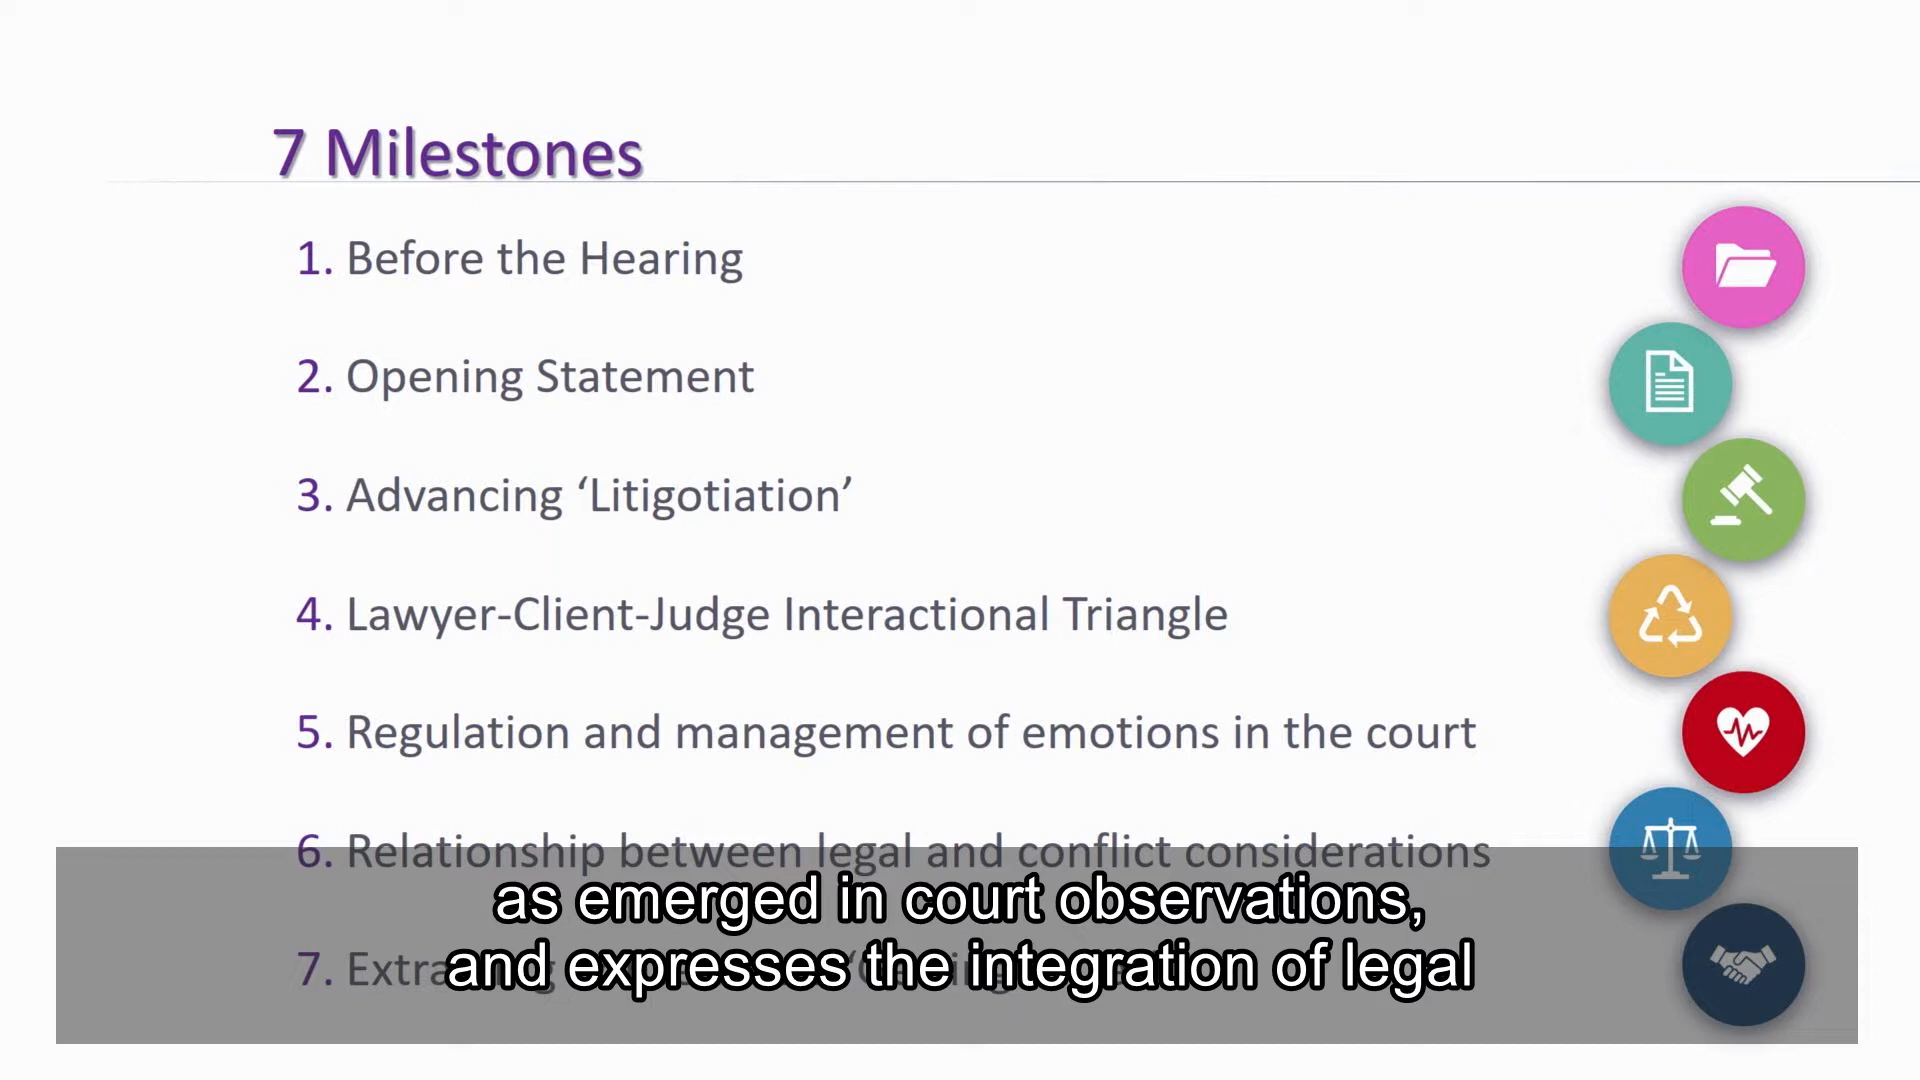 7 Milestones
1. Before the Hearing
2. Opening Statement
3. Advancing ‘Litigotiation’
4. Lawyer-Client-Judge Interactional Triangle
5. Regulation and management of emotions in the court
6. Relationship between legal and conflict considerations
7.
as emerged in court observations,
and expresses the integration of legal